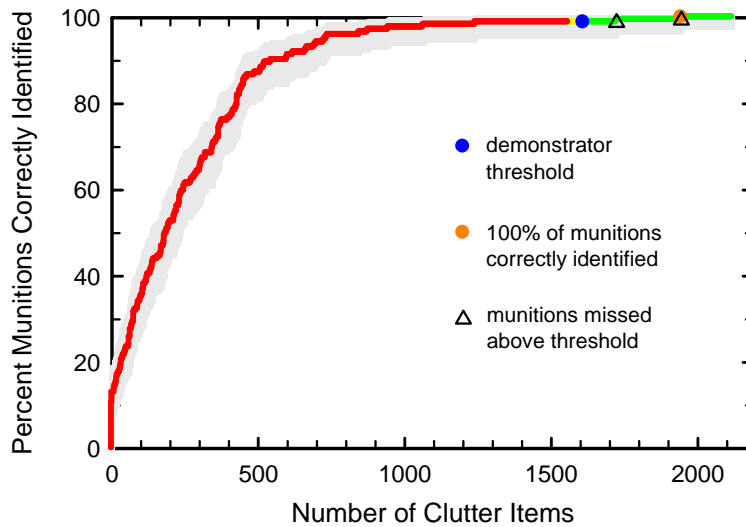 Percent Munitions Correctly Identified
100
80
60
40
20
0
demonstrator
threshold
100% of munitions
correctly identified
munitions missed
above threshold
0
500
1000
1500
2000
Number of Clutter Items